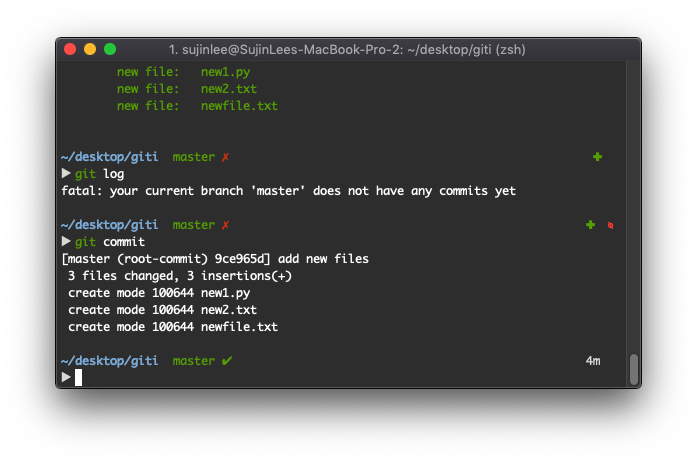 1. sujinlee@SujinLees-MacBook-Pro-2: ~/desktop/giti (zsh)
new file: new1.py
new file: new2.txt
new file: newfile.txt
~/desktop/giti master ✗ ✚
▶ git log
fatal: your current branch 'master' does not have any commits yet
~/desktop/giti master ✗ ✚
▶ git commit
[master (root-commit) 9ce965d] add new files
3 files changed, 3 insertions(+)
create mode 100644 new1.py
create mode 100644 new2.txt
create mode 100644 newfile.txt
~/desktop/giti master ✔ 4m
▶